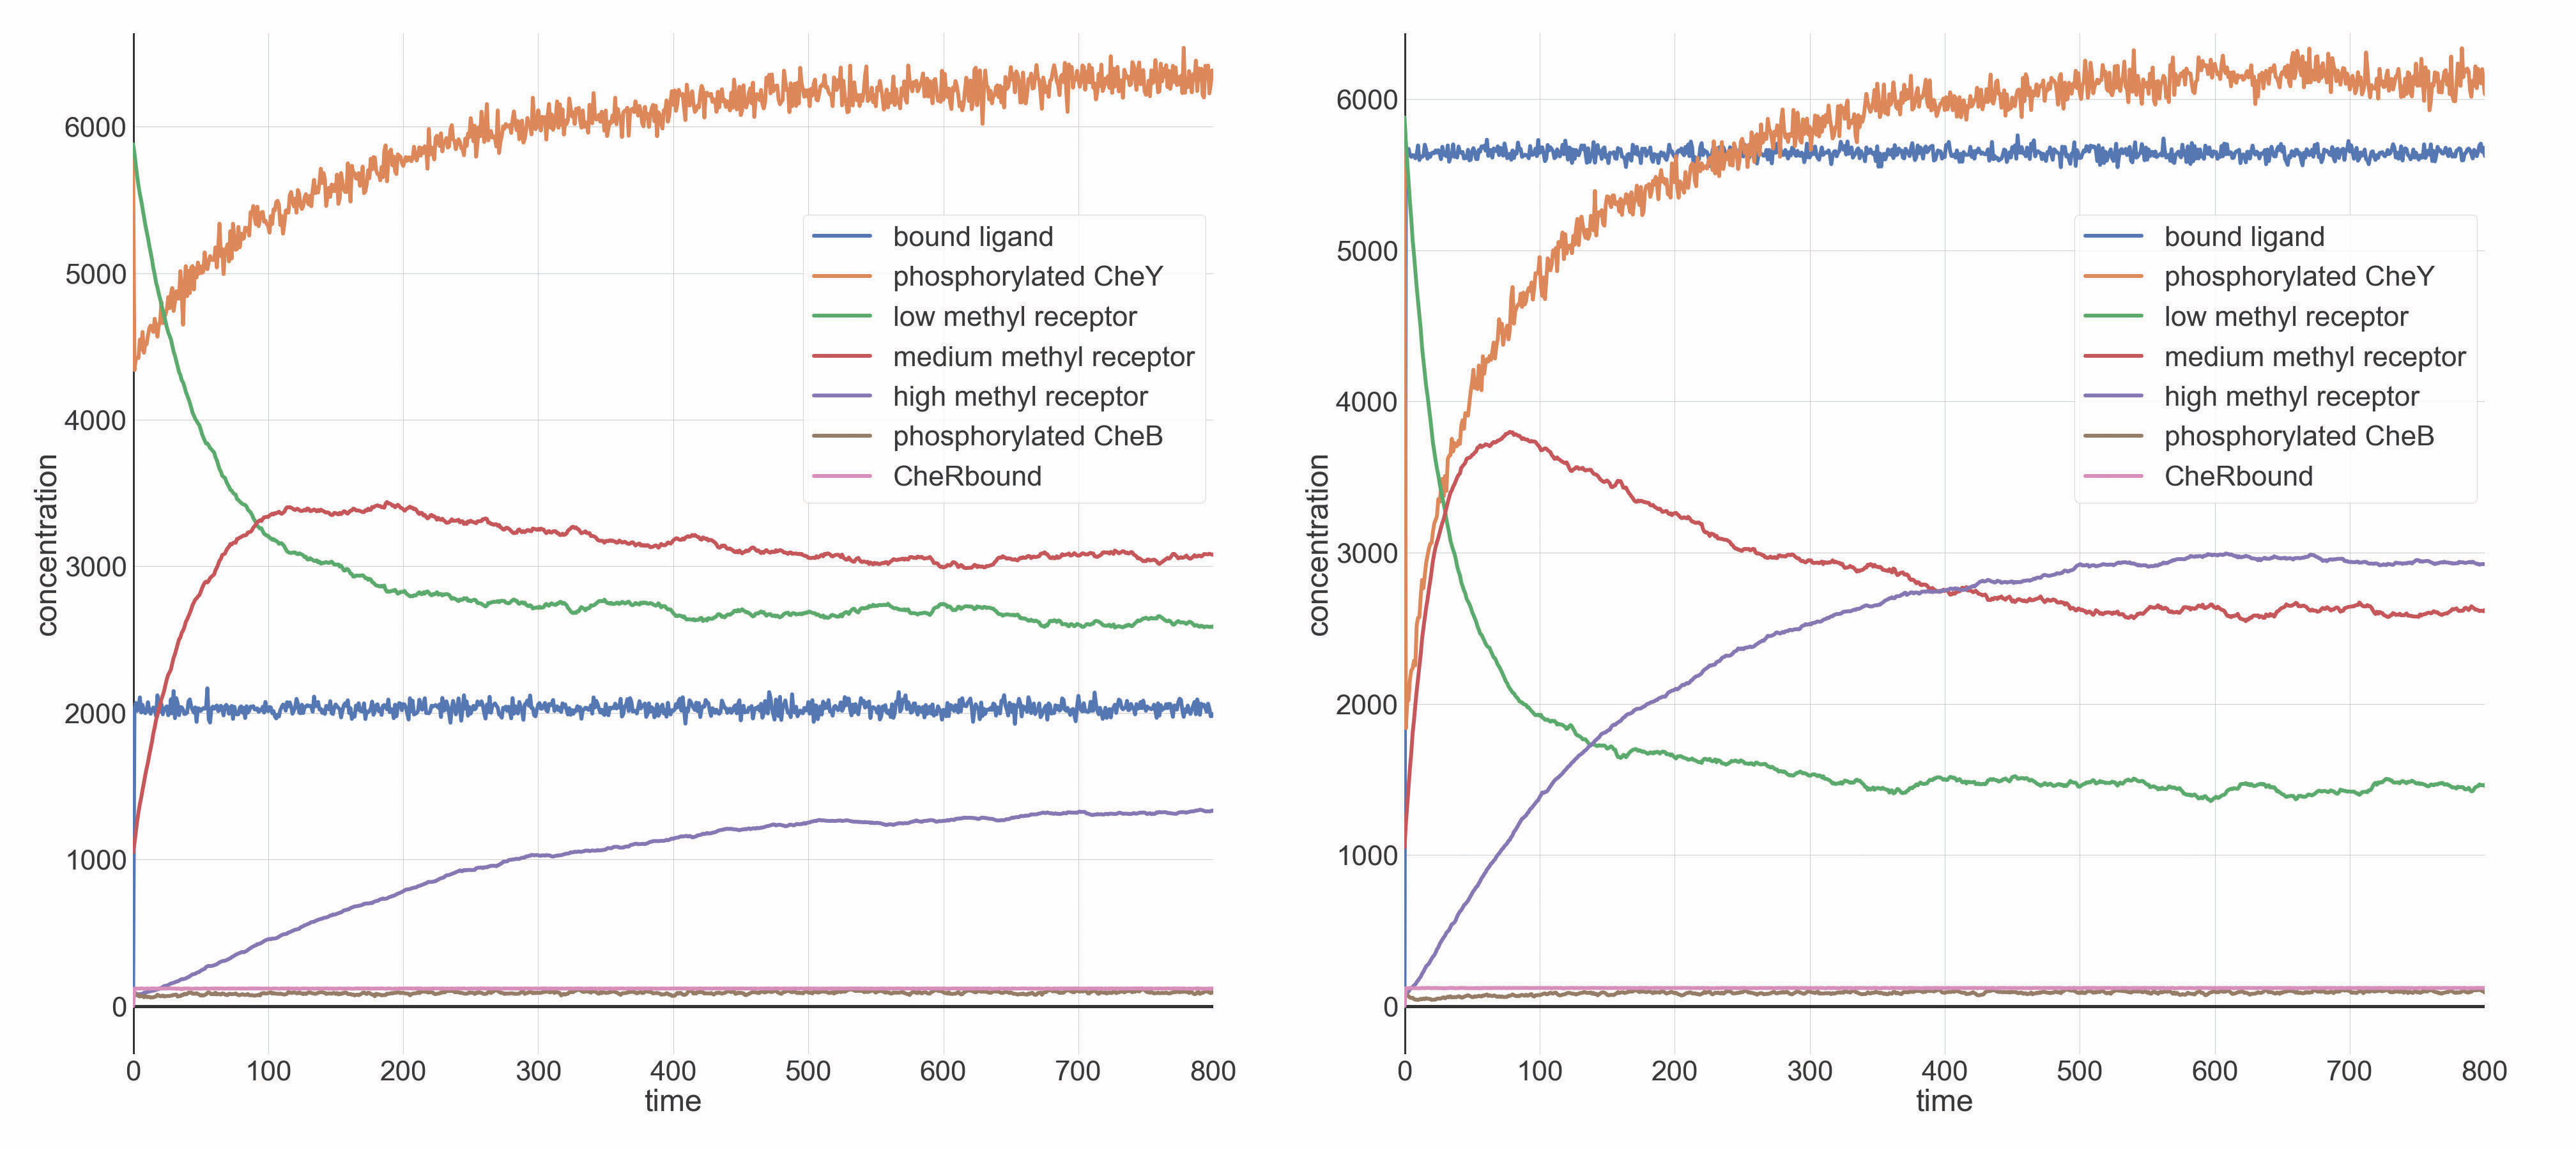 6000
5000
4000
3000
2000
1000
0
concentration
0 100 200 300 400 500 600 700 800
time
bound ligand
phosphorylated CheY
low methyl receptor
medium methyl receptor
high methyl receptor
phosphorylated CheB
CheRbound
6000
5000
4000
3000
2000
1000
0
concentration
0 100 200 300 400 500 600 700 800
time
bound ligand
phosphorylated CheY
low methyl receptor
medium methyl receptor
high methyl receptor
phosphorylated CheB
CheRbound